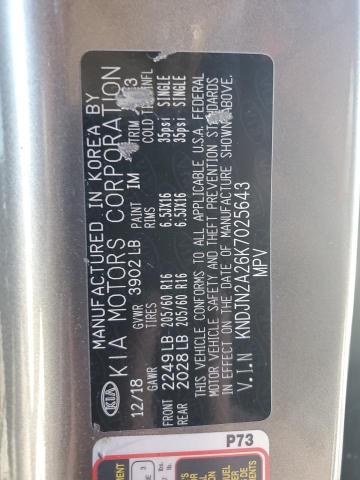 MANUFACTURED IN KOREA BY
KIA KIA MOTORS CORPORATION
12/18 GVWR 3902 LB PAINT IM TRIM
GAWR TIRES RIMS COLD TIRE INFL
FRONT 2249LB 205/60 R16 6.5JX16 35psi SINGLE
REAR 2028LB 205/60 R16 6.5JX16 35psi SINGLE
THIS VEHICLE CONFORMS TO ALL APPLICABLE U.S.A. FEDERAL
MOTOR VEHICLE SAFETY AND THEFT PREVENTION STANDARDS
IN EFFECT ON THE DATE OF MANUFACTURE SHOWN ABOVE.
V.I.N KNDJN2A26K7025643
MPV
P73